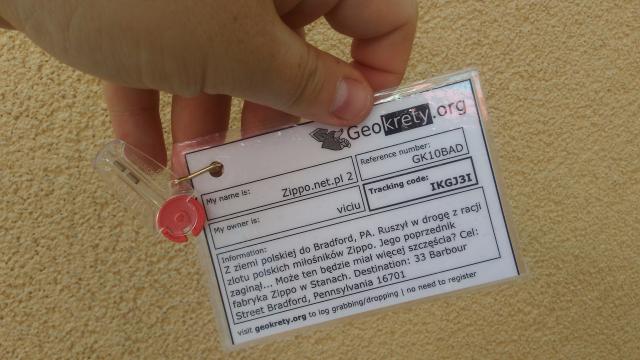 Geokrety.org
My name is: Zippo.net.pl 2
Reference number: GK10BAD
My owner is: viciu
Tracking code: IKGJ3I
Information:
Z ziemi polskiej do Bradford, PA. Ruszył w drogę z racji
zlotu polskich miłośników Zippo. Jego poprzednik
zaginął... Może ten będzie miał więcej szczęścia? Cel:
fabryka Zippo w Stanach. Destination: 33 Barbour
Street Bradford, Pennsylvania 16701
visit geokrety.org to log grabbing/dropping | no need to register